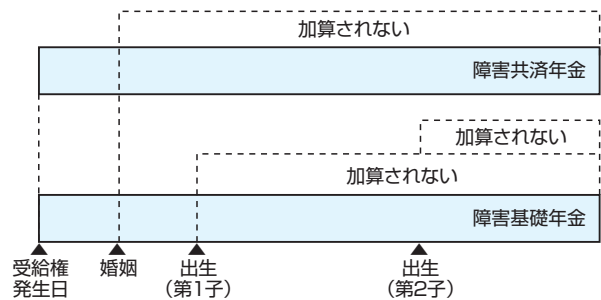 加算されない
障害共済年金
加算されない
加算されない
障害基礎年金
受給権
発生日
婚姻
出生
（第1子）
出生
（第2子）